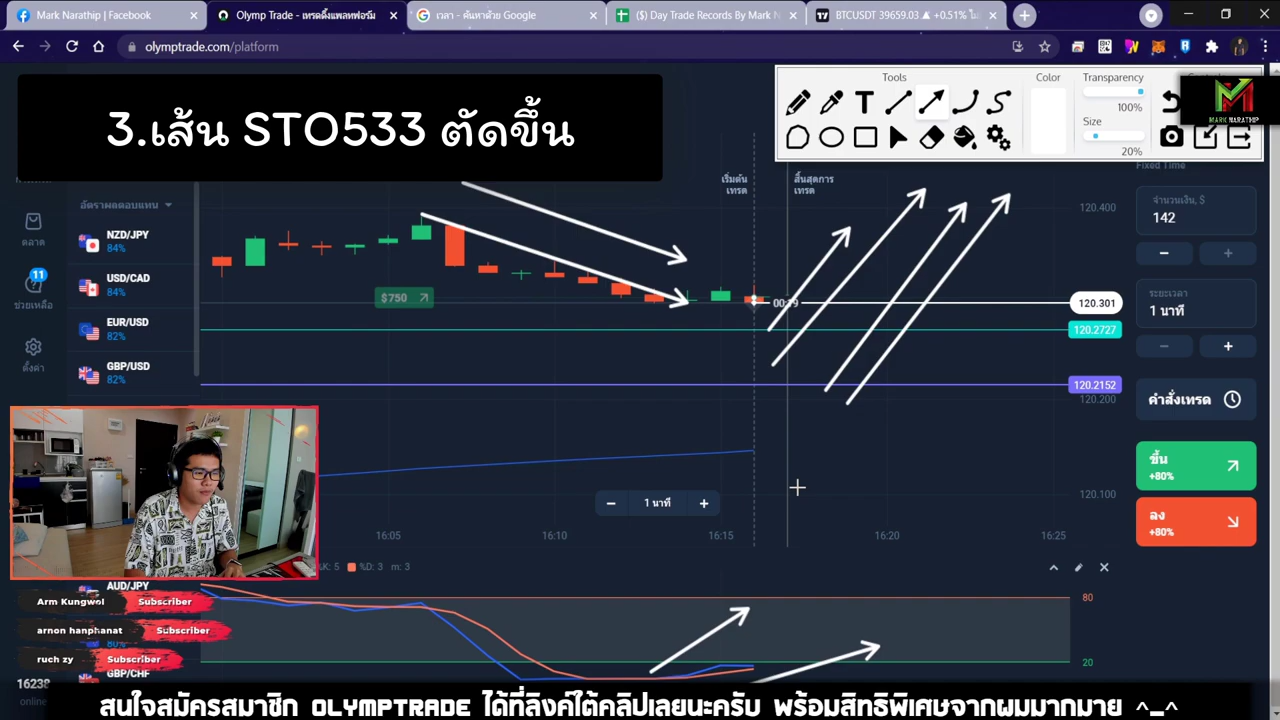 Mark Narathip | Facebook
Olymp Trade - เทรดดิ้งแพลทฟอร์ม
เวลา - ค้นหาด้วย Google
($) Day Trade Records By Mark N
BTCUSDT 39659.03 ▲ +0.51% ไม่
olymptrade.com/platform
3.เส้น STO533 ตัดขึ้น
Tools
Color
Transparency
100%
Size
20%
MARK NARATHIP
Fixed Time
อัตราผลตอบแทน
ตลาด
NZD/JPY
84%
11
ช่วยเหลือ
USD/CAD
84%
EUR/USD
82%
ตั้งค่า
GBP/USD
82%
เริ่มต้น
เทรด
สิ้นสุดการ
เทรด
$750
120.400
120.301
120.2727
120.2152
120.200
120.100
จำนวนเงิน, $
142
ระยะเวลา
1 นาที
คำสั่งเทรด
ขึ้น
+80%
ลง
+80%
1 นาที
16:05
16:10
16:15
16:20
16:25
%K: 5
%D: 3
m: 3
80
20
AUD/JPY
Arm Kungwol Subscriber
arnon hanphanat Subscriber
80%
ruch zy Subscriber
GBP/CHF
16238
online
สนใจสมัครสมาชิก OLYMPTRADE ได้ที่ลิงค์ใต้คลิปเลยนะครับ พร้อมสิทธิพิเศษจากผมมากมาย ^_^